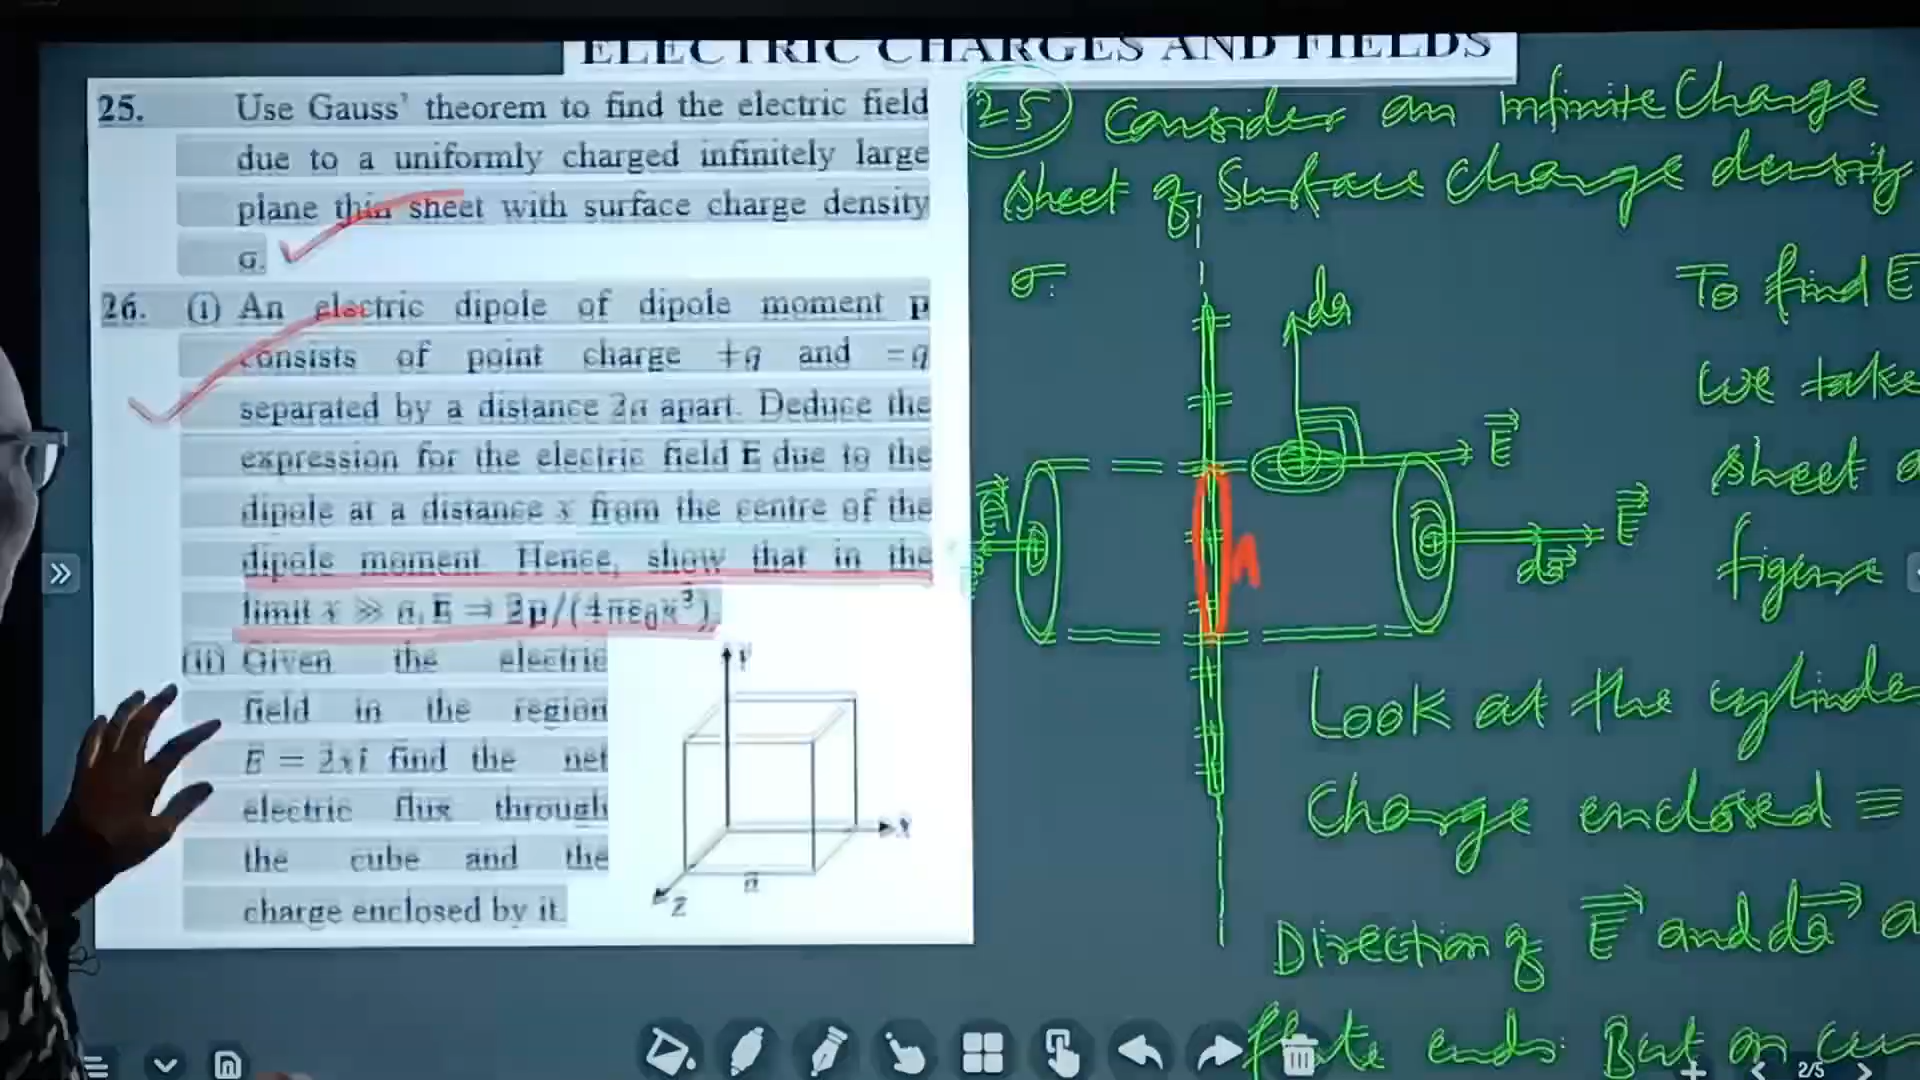 ELECTRIC CHARGES AND FIELDS
25. Use Gauss' theorem to find the electric field
due to a uniformly charged infinitely large
plane thin sheet with surface charge density
σ.
26. (i) An electric dipole of dipole moment p
consists of point charge +q and −q
separated by a distance 2a apart. Deduce the
expression for the electric field E due to the
dipole at a distance x from the centre of the
dipole moment. Hence, show that in the
limit x ≫ a, E → 2p/(4πε₀x³).
(ii) Given the electric
field in the region
E = 2xî find the net
electric flux through
the cube and the
charge enclosed by it.
y
x
a
z
25 Consider an infinite Charge
Sheet of Surface Charge density
σ.
To find E
we take
sheet
figure
da
E
E
E
da
Look at the cylinde
Charge enclosed =
Direction of E and da a
flate ends. But on cur
2/5